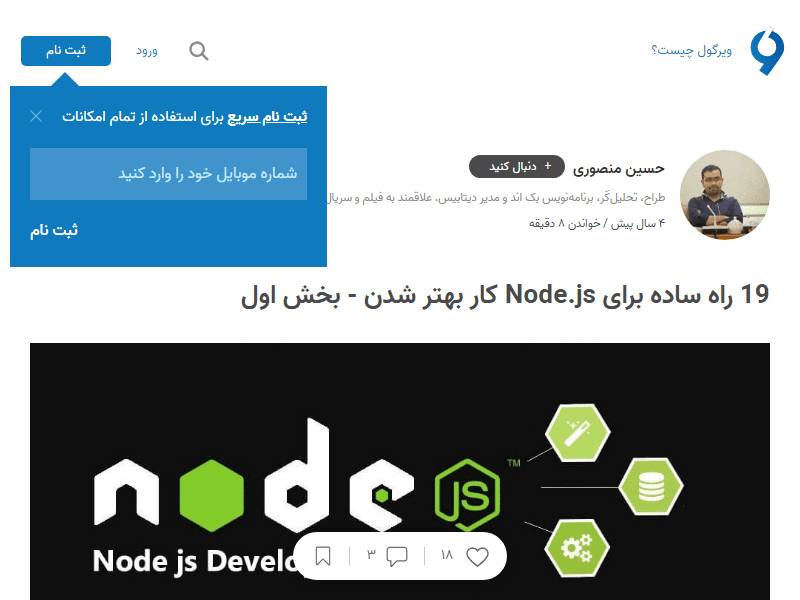 ویرگول چیست؟
ورود
ثبت نام
ثبت نام سریع برای استفاده از تمام امکانات
شماره موبایل خود را وارد کنید
ثبت نام
حسین منصوری
+ دنبال کنید
طراح، تحلیل‌گر، برنامه‌نویس بک اند و مدیر دیتابیس. علاقمند به فیلم و سریال
۴ سال پیش / خواندن ۸ دقیقه
19 راه ساده برای Node.js کار بهتر شدن - بخش اول
node JS ™
Node js Develo
۱۸
۳